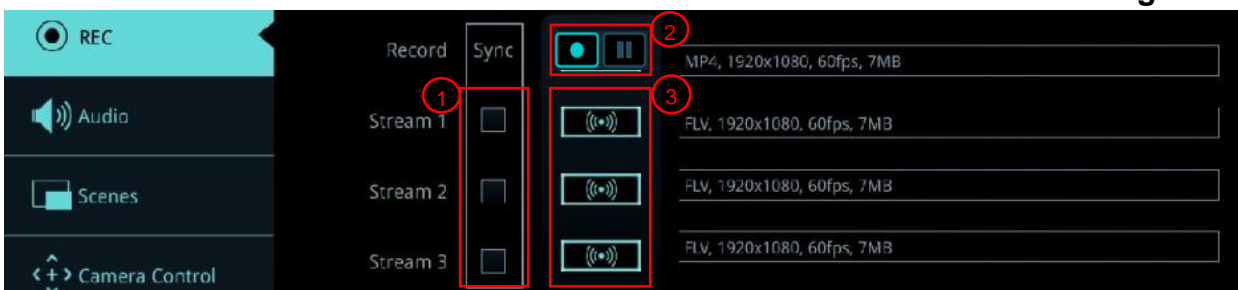 REC
Record Sync
2
MP4, 1920x1080, 60fps, 7MB
1
3
Audio
Stream 1
FLV, 1920x1080, 60fps, 7MB
Scenes
Stream 2
FLV, 1920x1080, 60fps, 7MB
Camera Control
Stream 3
FLV, 1920x1080, 60fps, 7MB